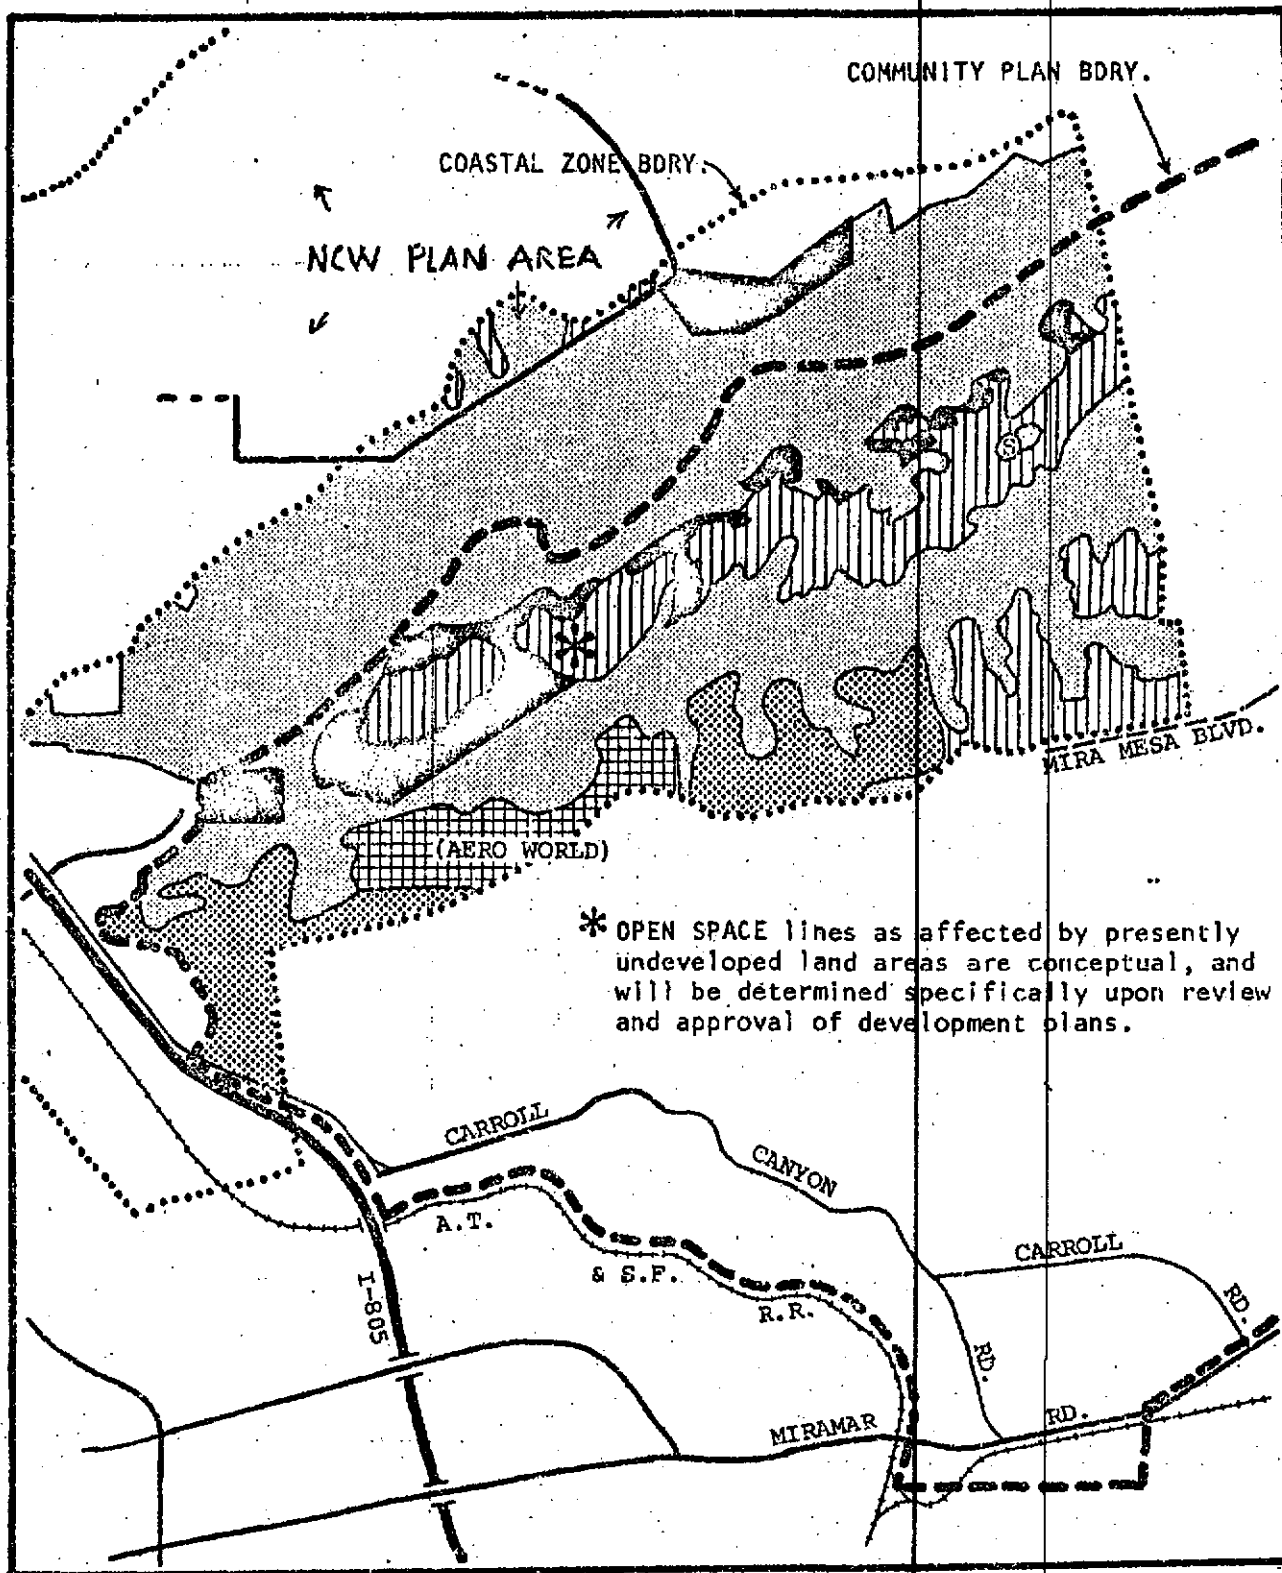 COMMUNITY PLAN BDRY.
COASTAL ZONE BDRY.
NCW PLAN AREA
MIRA MESA BLVD.
(AERO WORLD)
* OPEN SPACE lines as affected by presently
undeveloped land areas are conceptual, and
will be determined specifically upon review
and approval of development plans.
CARROLL
CANYON
RD.
A.T.
& S.F.
R.R.
I-805
CARROLL
RD.
MIRAMAR
RD.